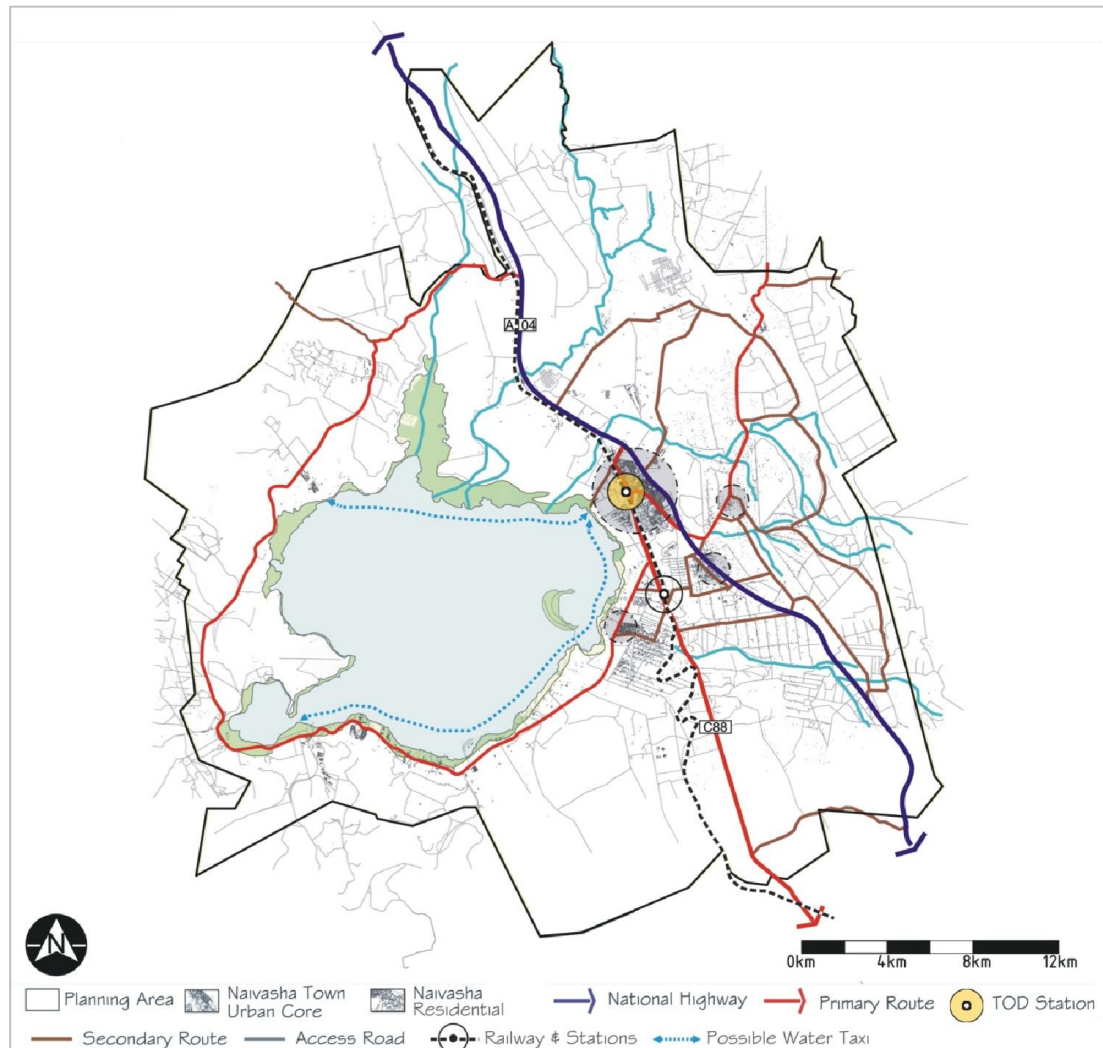 A104
C88
N
0km 4km 8km 12km
Planning Area
Naivasha Town
Urban Core
Naivasha
Residential
National Highway
Primary Route
TOD Station
Secondary Route
Access Road
Railway & Stations
Possible Water Taxi